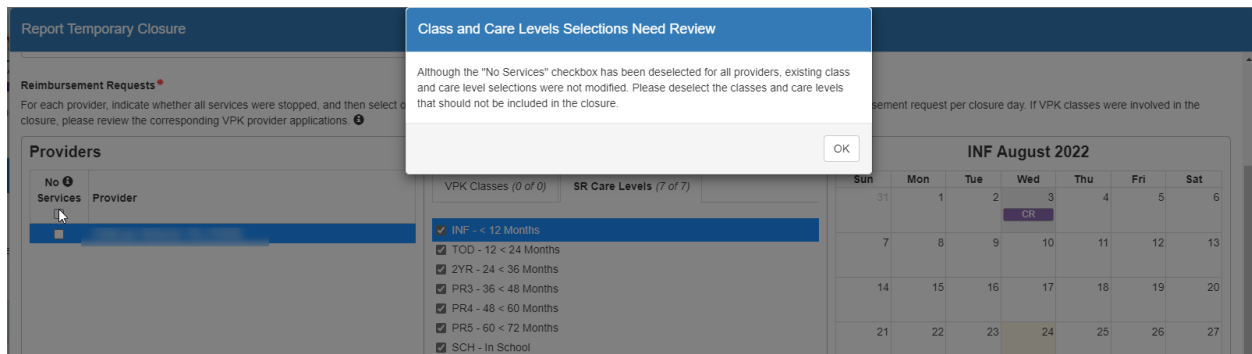 Report Temporary Closure
Class and Care Levels Selections Need Review
Although the "No Services" checkbox has been deselected for all providers, existing class
and care level selections were not modified. Please deselect the classes and care levels
that should not be included in the closure.
OK
Reimbursement Requests*
For each provider, indicate whether all services were stopped, and then select o
sement request per closure day. If VPK classes were involved in the
closure, please review the corresponding VPK provider applications.
Providers
No
Services Provider
VPK Classes (0 of 0) SR Care Levels (7 of 7)
INF - < 12 Months
TOD - 12 < 24 Months
2YR - 24 < 36 Months
PR3 - 36 < 48 Months
PR4 - 48 < 60 Months
PR5 - 60 < 72 Months
SCH - In School
INF August 2022
Sun Mon Tue Wed Thu Fri Sat
31 1 2 3 4 5 6
CR
7 8 9 10 11 12 13
14 15 16 17 18 19 20
21 22 23 24 25 26 27